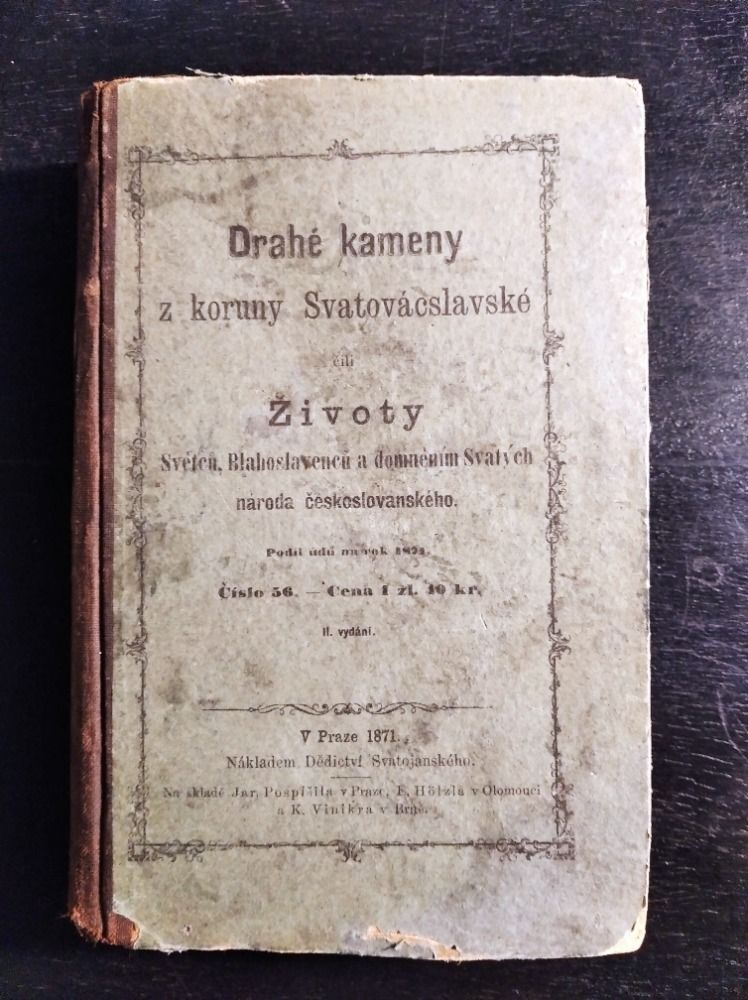 Drahé kameny
z koruny Svatovácslavské
čili
Životy
Světců, Blahoslavenců a domněním Svatých
národa českoslovanského.
Podíl údů na rok 1871.
Číslo 56. — Cena 1 zl. 10 kr.
II. vydání.
V Praze 1871.
Nákladem Dědictví Svatojanského.
Na skladě Jar. Pospíšila v Praze, E. Hölzla v Olomouci
a K. Vinikra v Brně.